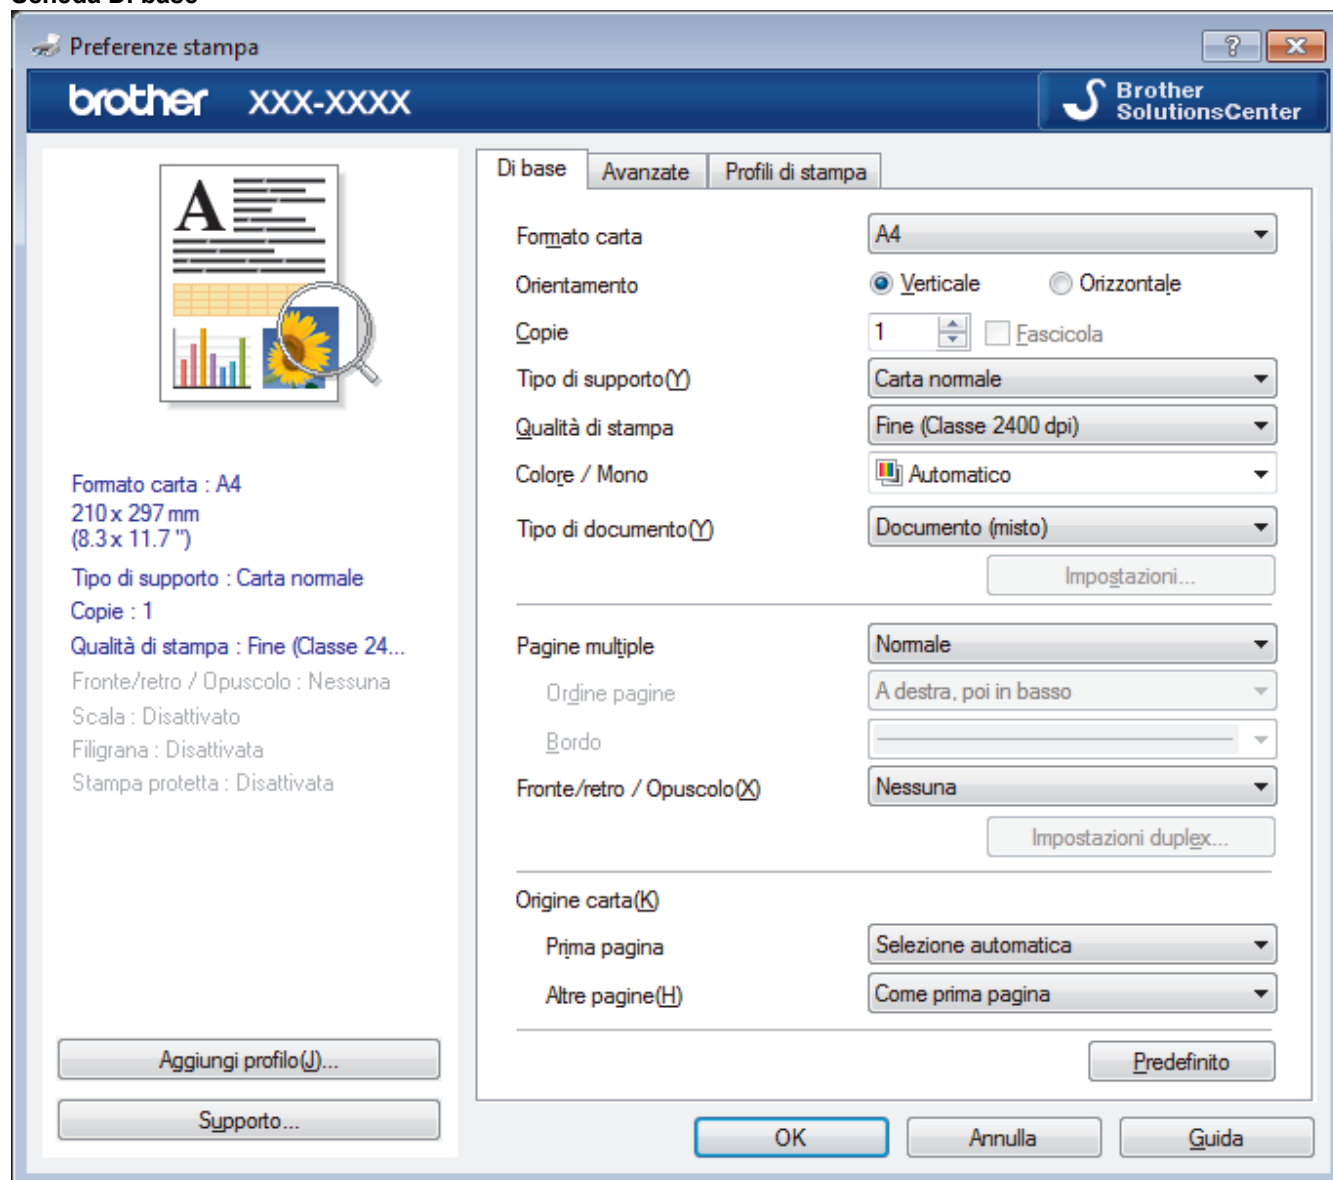 Scheda Di base
Preferenze stampa
brother XXX-XXXX
Brother
SolutionsCenter
A
Formato carta : A4
210 x 297 mm
(8.3 x 11.7 ")
Tipo di supporto : Carta normale
Copie : 1
Qualità di stampa : Fine (Classe 24...
Fronte/retro / Opuscolo : Nessuna
Scala : Disattivato
Filigrana : Disattivata
Stampa protetta : Disattivata
Aggiungi profilo(J)...
Supporto...
Di base Avanzate Profili di stampa
Formato carta A4
Orientamento Verticale Orizzontale
Copie 1 Fascicola
Tipo di supporto(Y) Carta normale
Qualità di stampa Fine (Classe 2400 dpi)
Colore / Mono Automatico
Tipo di documento(Y) Documento (misto)
Impostazioni...
Pagine multiple Normale
Ordine pagine A destra, poi in basso
Bordo
Fronte/retro / Opuscolo(X) Nessuna
Impostazioni duplex...
Origine carta(K)
Prima pagina Selezione automatica
Altre pagine(H) Come prima pagina
Predefinito
OK Annulla Guida